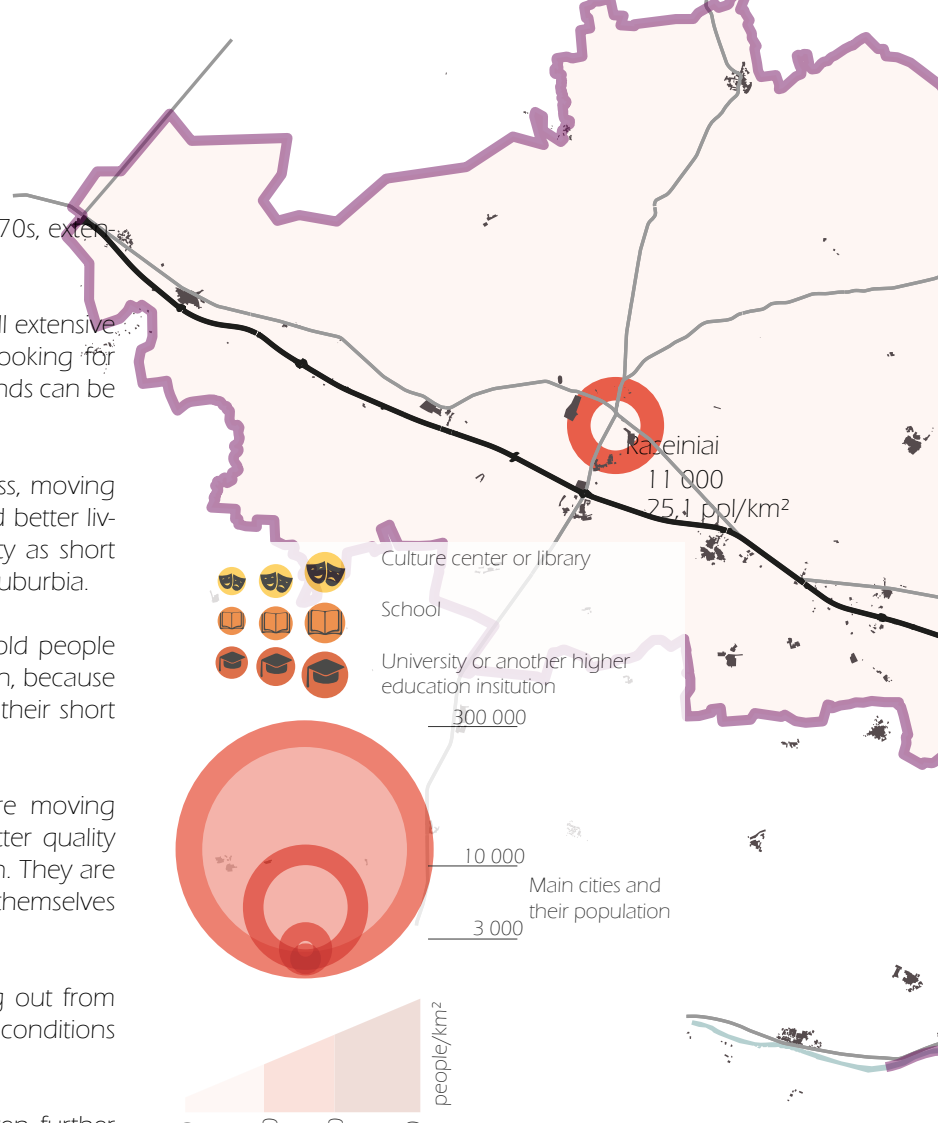 70s, exten-
ll extensive
ooking for
nds can be
ss, moving
d better liv-
ty as short
suburbia.
old people
n, because
their short
re moving
tter quality
n. They are
themselves
g out from
conditions
further
Raseiniai
11 000
25,1 ppl/km²
Culture center or library
School
University or another higher
education insitution
300 000
10 000
3 000
Main cities and
their population
people/km²